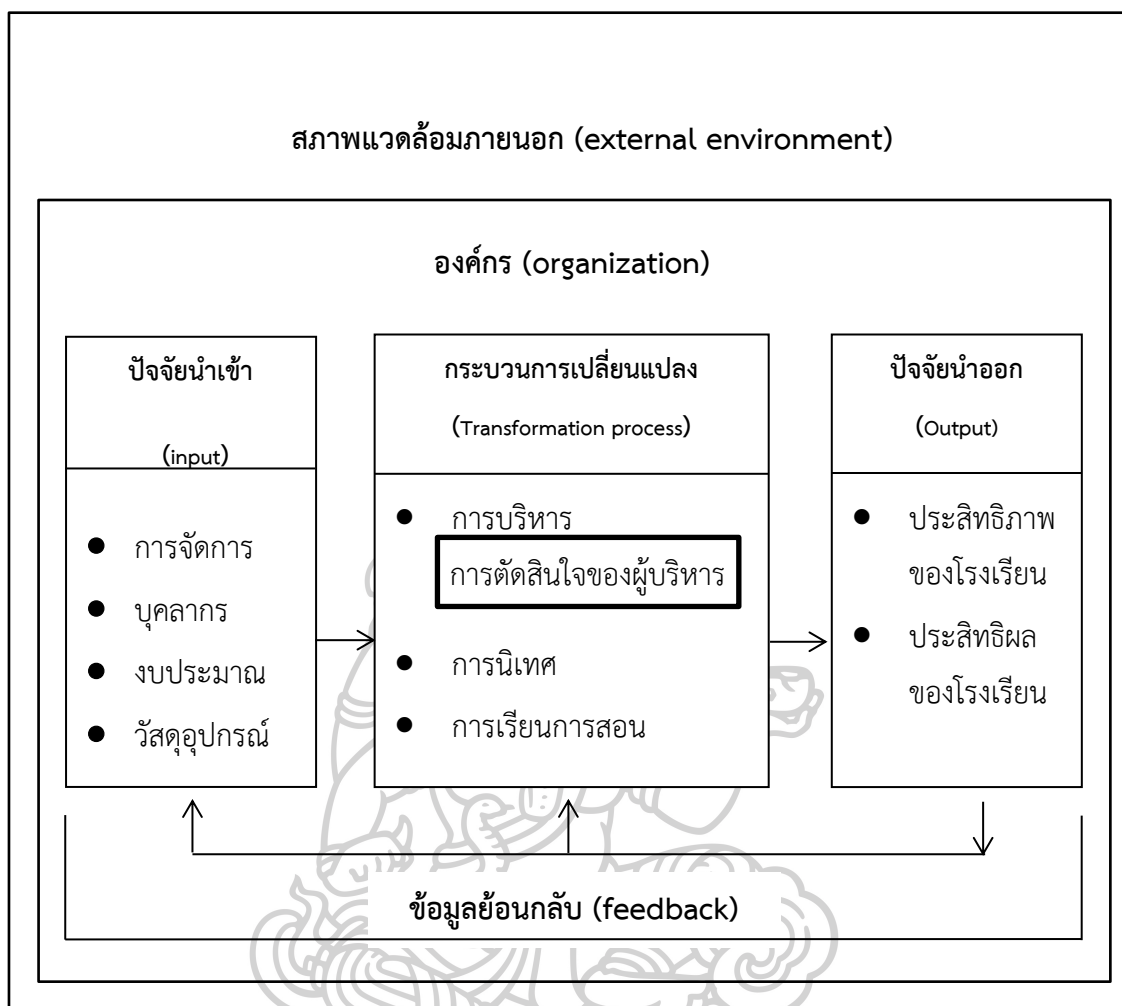 สภาพแวดล้อมภายนอก (external environment)
องค์กร (organization)
ปัจจัยนำเข้า
(input)
● การจัดการ
● บุคลากร
● งบประมาณ
● วัสดุอุปกรณ์
กระบวนการเปลี่ยนแปลง
(Transformation process)
● การบริหาร
การตัดสินใจของผู้บริหาร
● การนิเทศ
● การเรียนการสอน
ปัจจัยนำออก
(Output)
● ประสิทธิภาพ
ของโรงเรียน
● ประสิทธิผล
ของโรงเรียน
ข้อมูลย้อนกลับ (feedback)